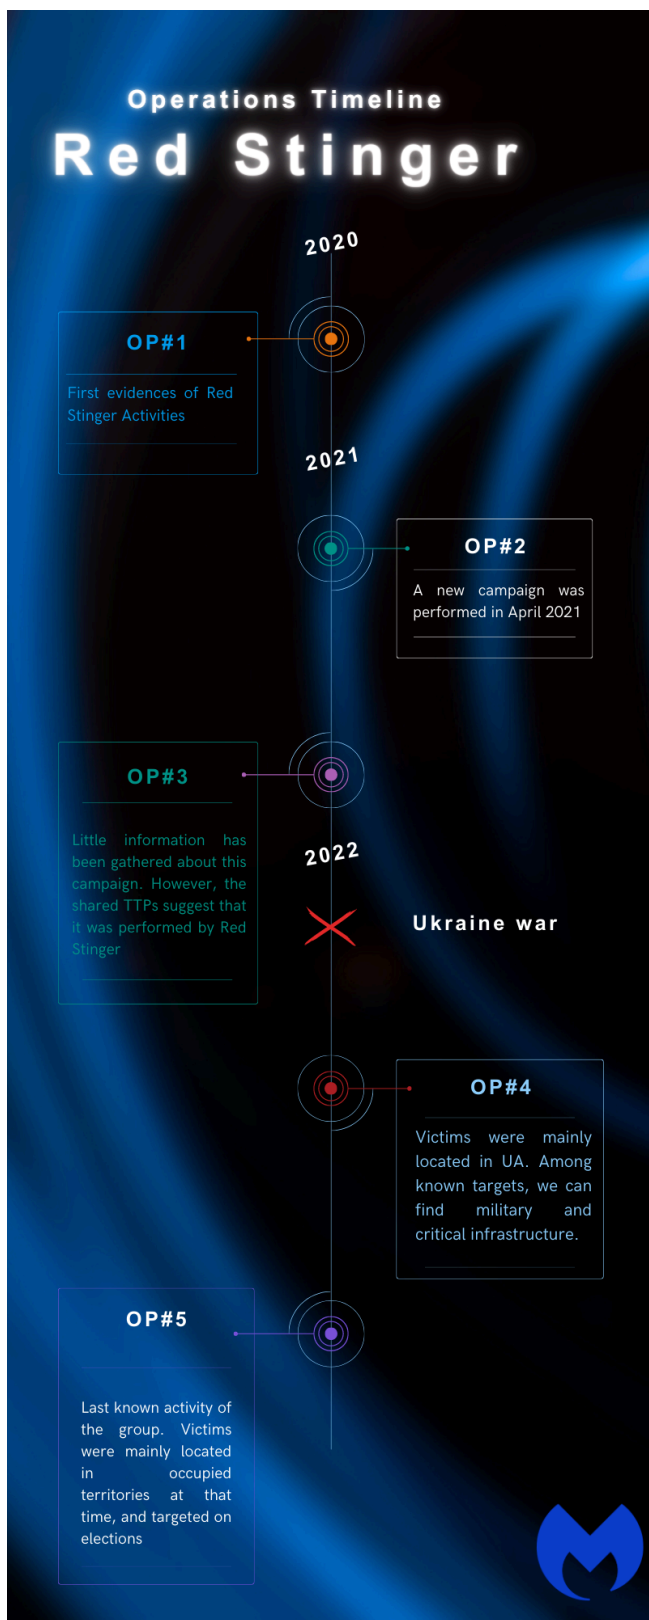 Operations Timeline
Red Stinger
2020
OP#1
First evidences of Red
Stinger Activities
2021
OP#2
A new campaign was
performed in April 2021
OP#3
Little information has
been gathered about this
campaign. However, the
shared TTPs suggest that
it was performed by Red
Stinger
2022
Ukraine war
OP#4
Victims were mainly
located in UA. Among
known targets, we can
find military and
critical infrastructure.
OP#5
Last known activity of
the group. Victims
were mainly located
in occupied
territories at that
time, and targeted on
elections